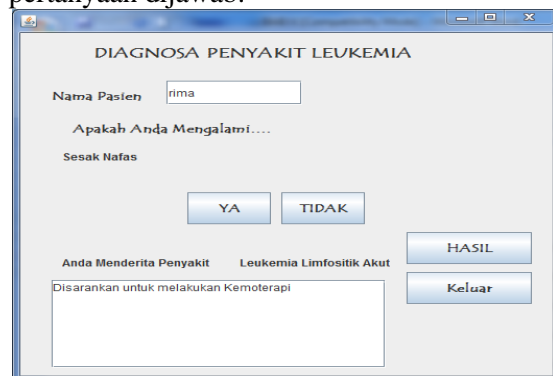 pertanyaan dijawab.
DIAGNOSA PENYAKIT LEUKEMIA
Nama Pasien rima
Apakah Anda Mengalami....
Sesak Nafas
YA TIDAK
HASIL
Anda Menderita Penyakit Leukemia Limfositik Akut
Disarankan untuk melakukan Kemoterapi
Keluar